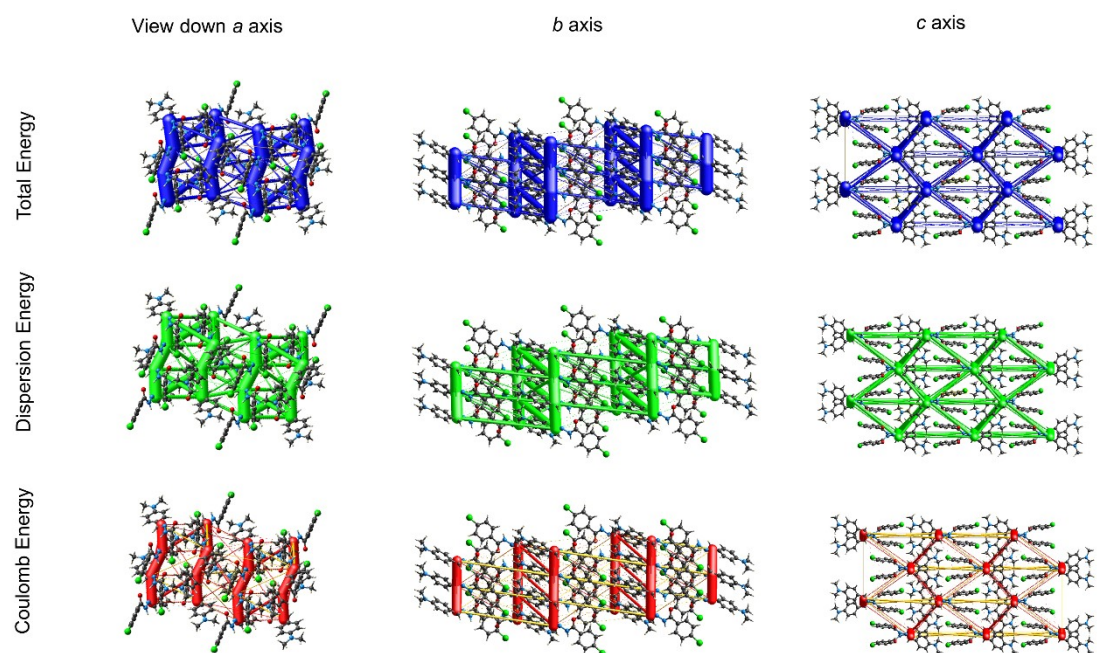 View down a axis
b axis
c axis
Total Energy
Dispersion Energy
Coulomb Energy